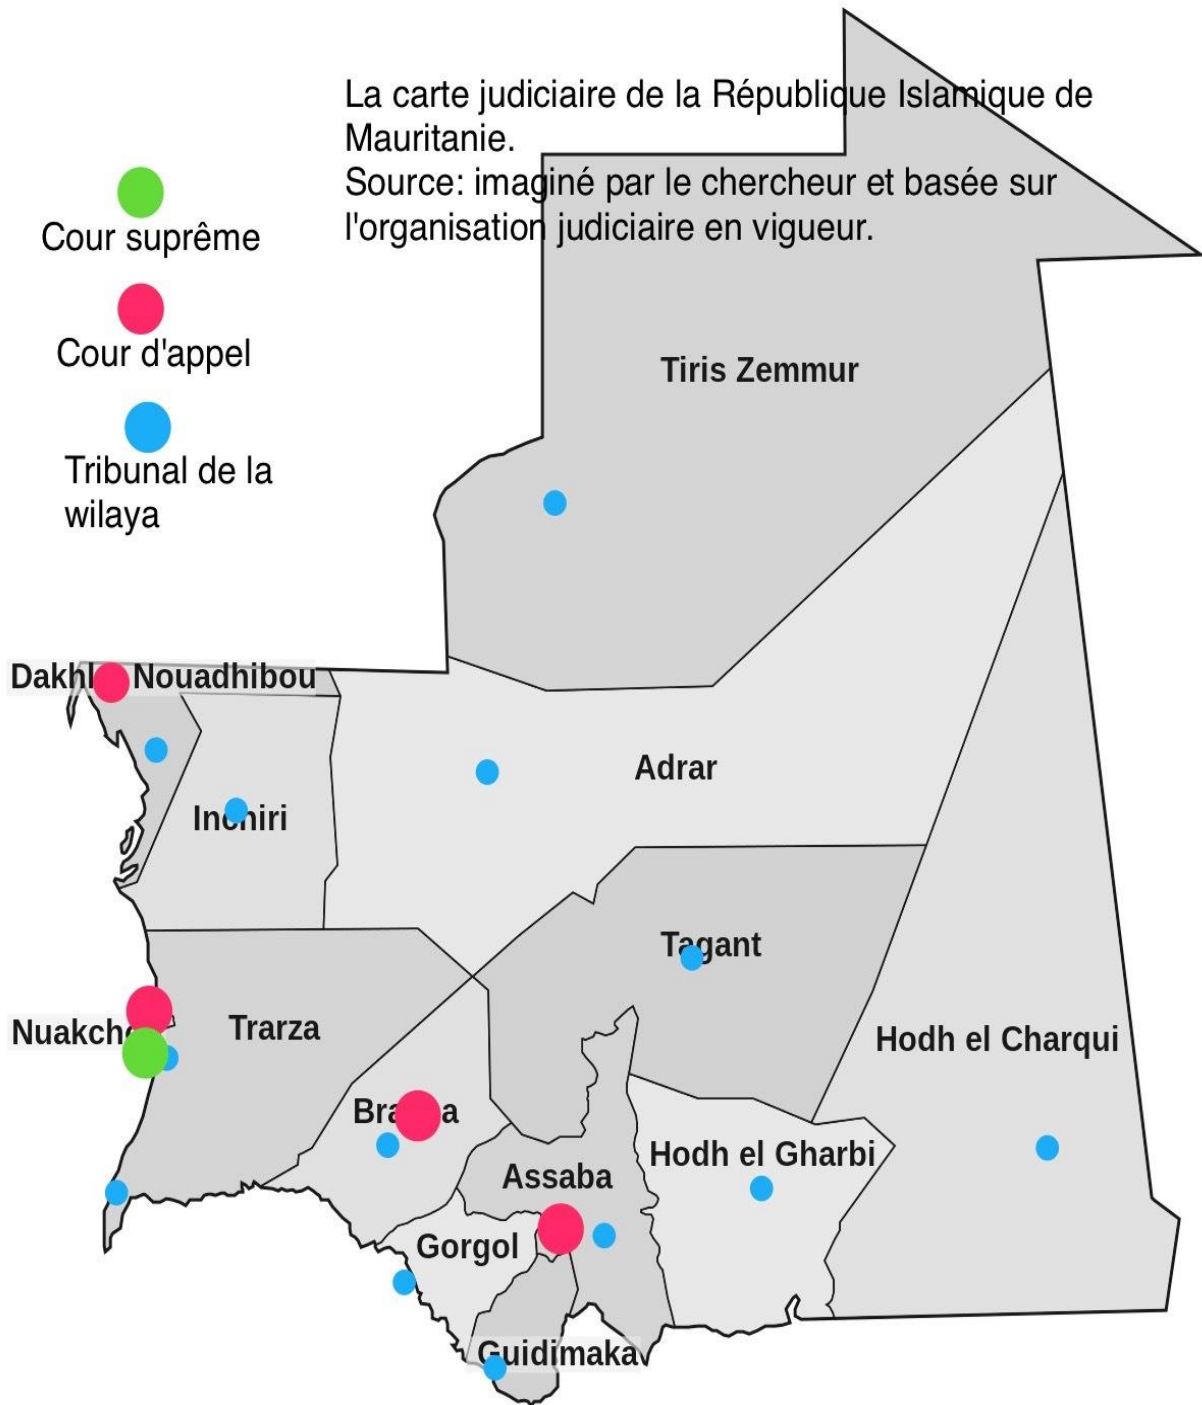 La carte judiciaire de la République Islamique de
Mauritanie.
Source: imaginé par le chercheur et basée sur
l'organisation judiciaire en vigueur.
Cour suprême
Cour d'appel
Tribunal de la
wilaya
Tiris Zemmur
Nouadhibou
Adrar
Inchiri
Tagant
Trarza
Hodh el Charqui
Hodh el Gharbi
Assaba
Gorgol
Guidimaka